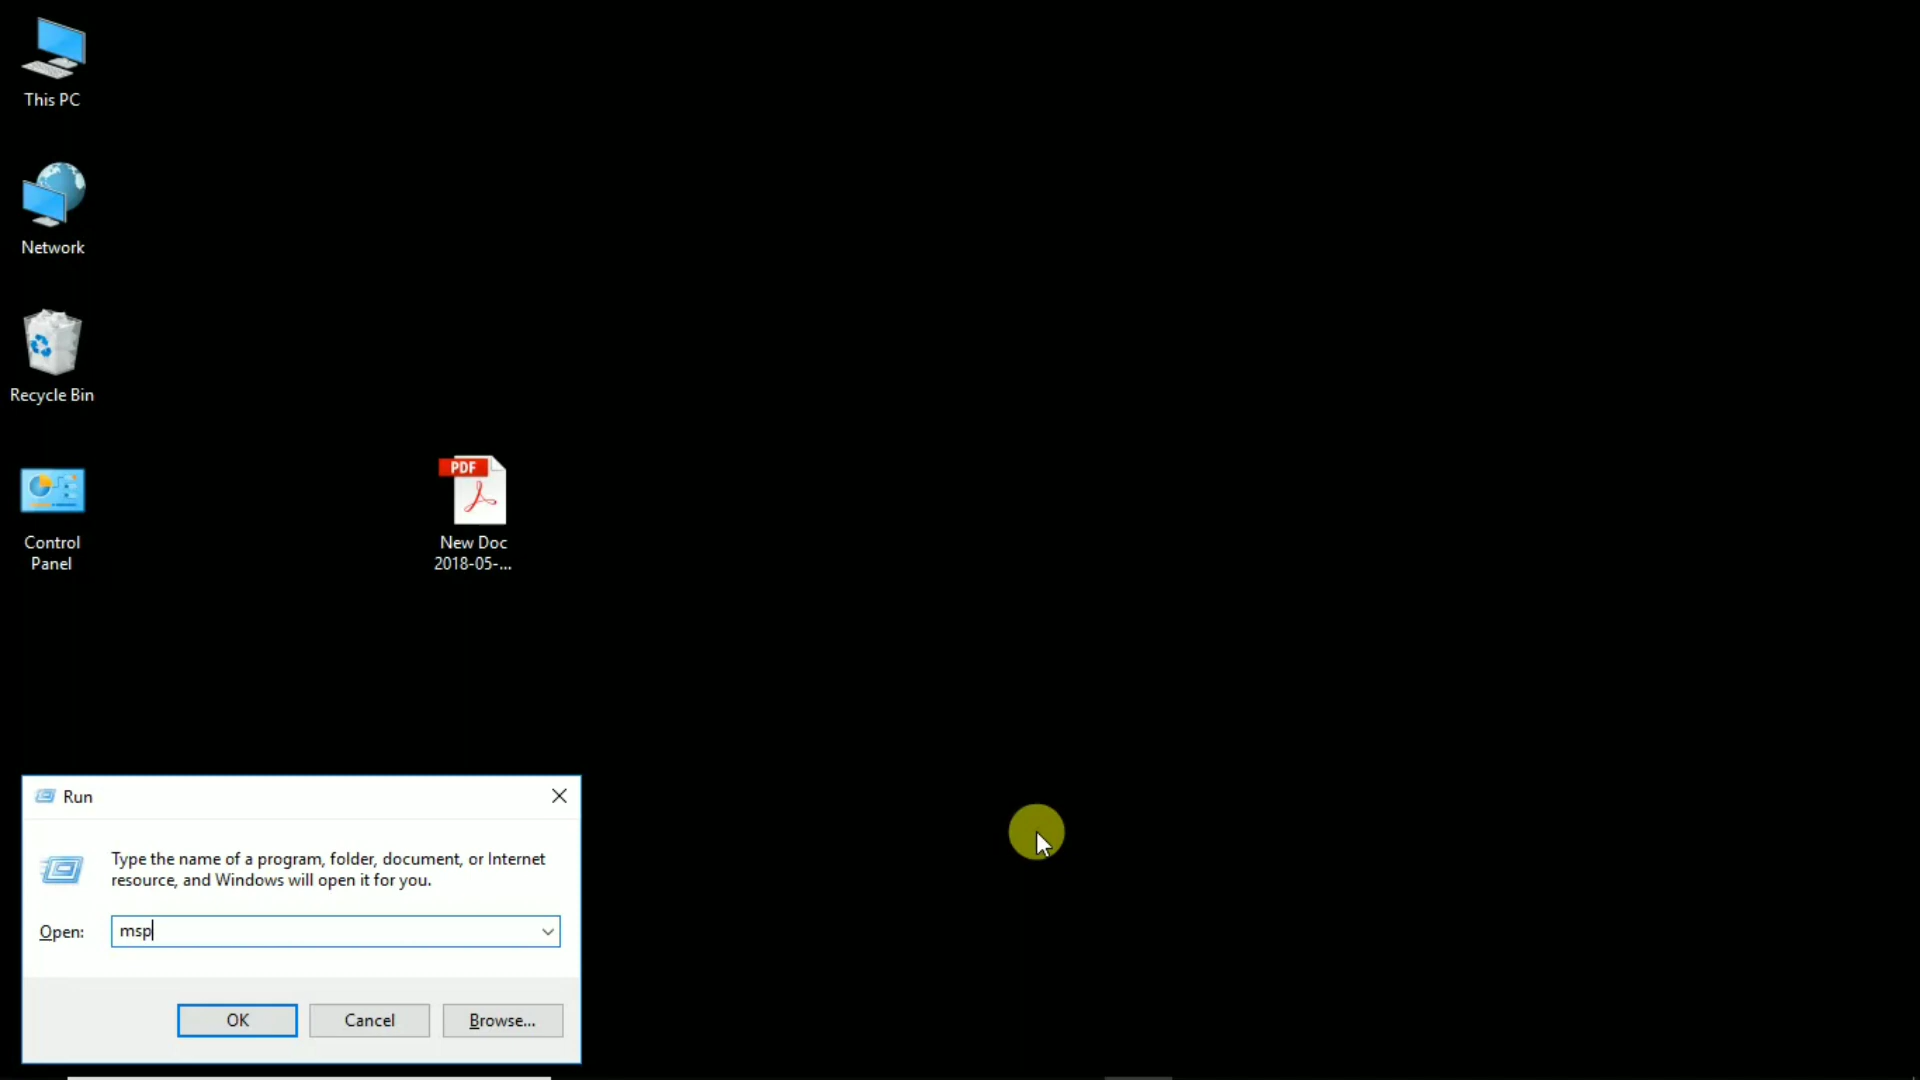 This PC
Network
Recycle Bin
Control
Panel
PDF
New Doc
2018-05-...
Run
Type the name of a program, folder, document, or Internet
resource, and Windows will open it for you.
Open: msp
OK Cancel Browse...